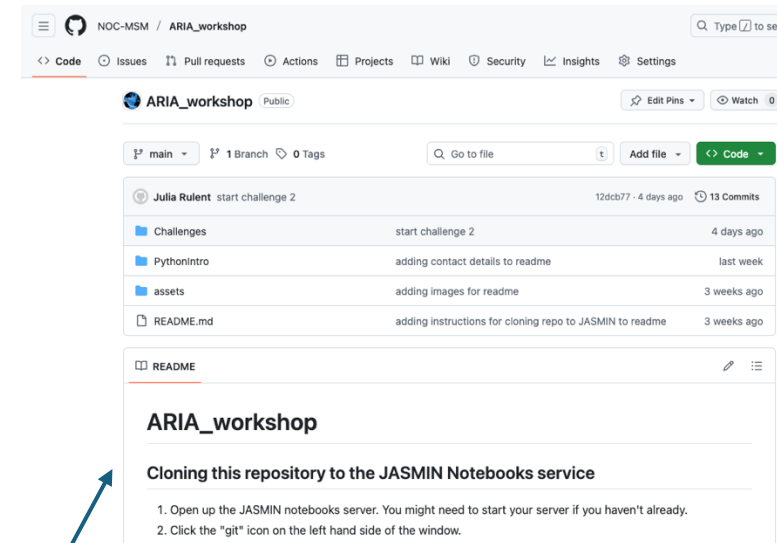 NOC-MSM / ARIA_workshop Type / to se
<> Code Issues Pull requests Actions Projects Wiki Security Insights Settings
ARIA_workshop Public Edit Pins Watch 0
main 1 Branch 0 Tags Go to file t Add file <> Code
Julia Rulent start challenge 2 12dcb77 · 4 days ago 13 Commits
Challenges start challenge 2 4 days ago
PythonIntro adding contact details to readme last week
assets adding images for readme 3 weeks ago
README.md adding instructions for cloning repo to JASMIN to readme 3 weeks ago
README
ARIA_workshop
Cloning this repository to the JASMIN Notebooks service
1. Open up the JASMIN notebooks server. You might need to start your server if you haven't already.
2. Click the "git" icon on the left hand side of the window.